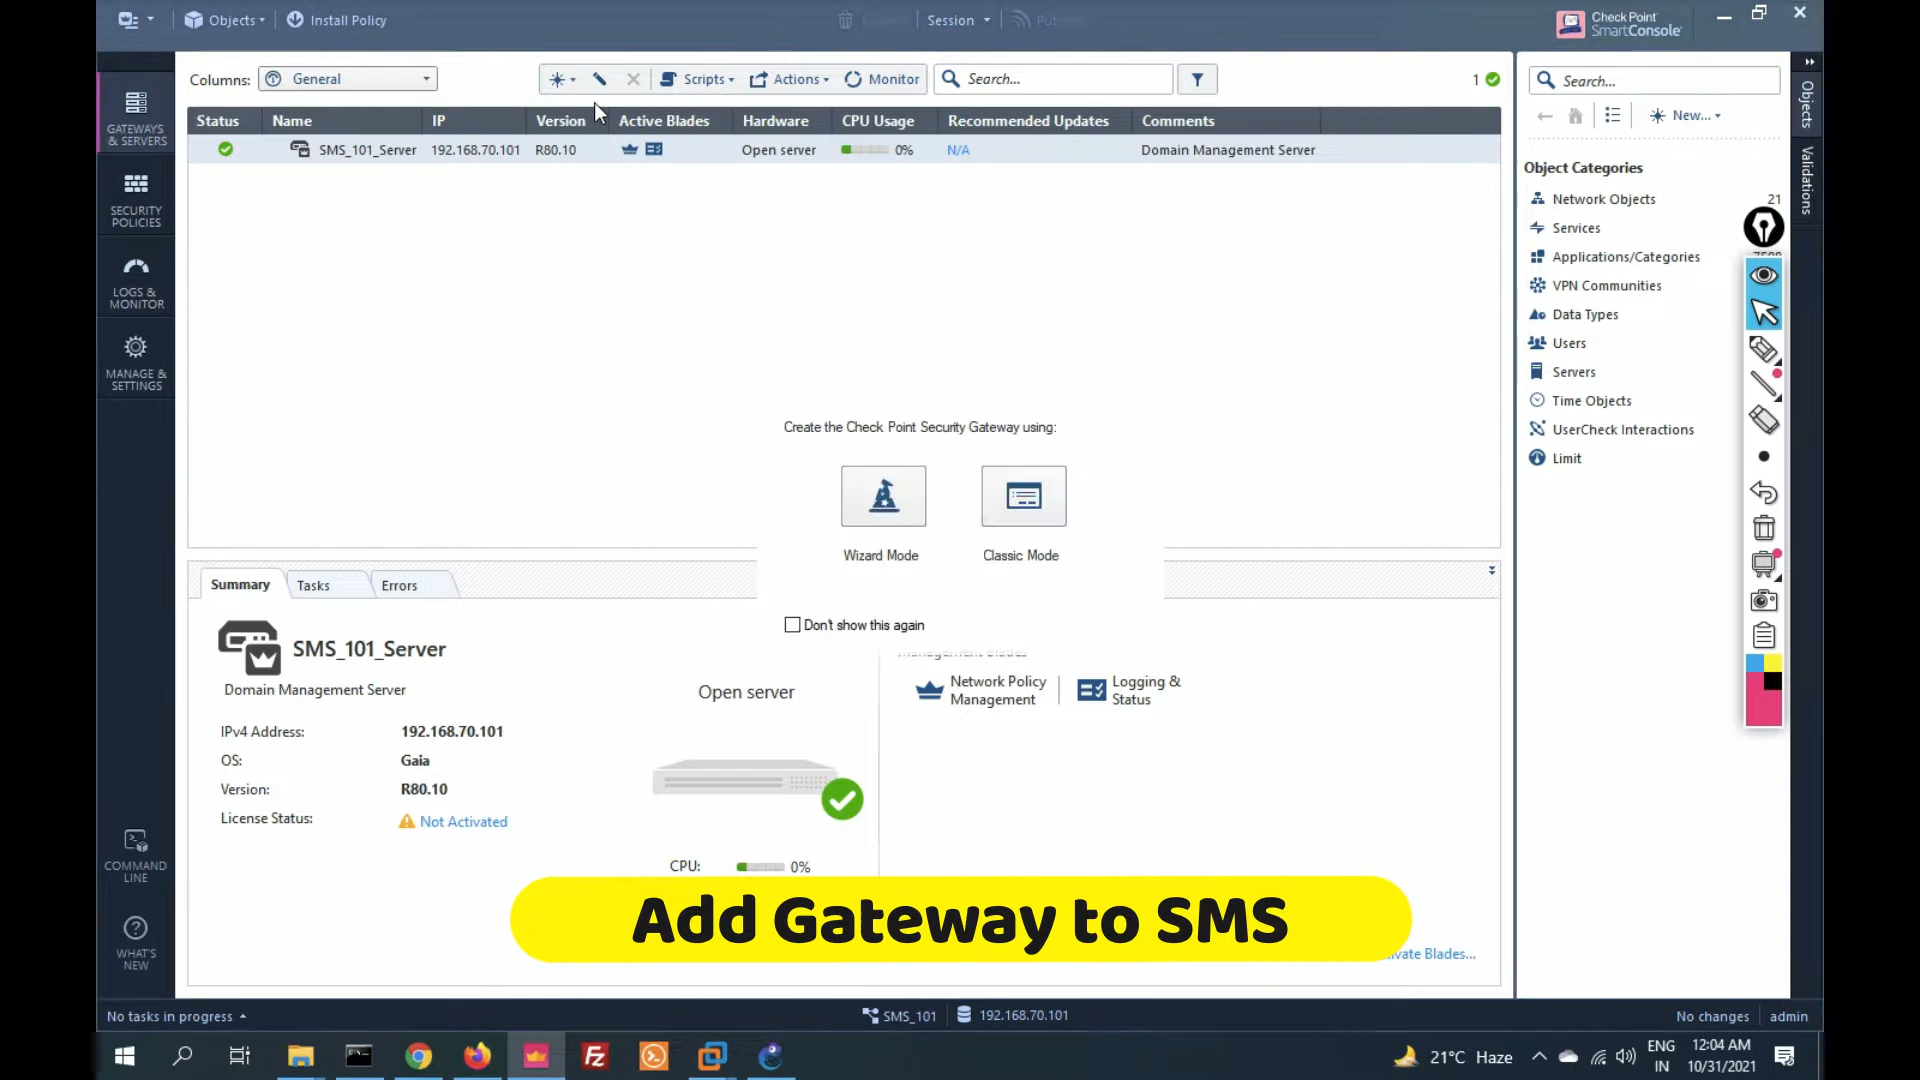 Objects
Install Policy
Session
Check Point
SmartConsole
Columns:
General
Scripts
Actions
Monitor
Search...
1
Status
Name
IP
Version
Active Blades
Hardware
CPU Usage
Recommended Updates
Comments
SMS_101_Server
192.168.70.101
R80.10
Open server
0%
N/A
Domain Management Server
GATEWAYS
& SERVERS
SECURITY
POLICIES
LOGS &
MONITOR
MANAGE &
SETTINGS
COMMAND
LINE
WHAT'S
NEW
Create the Check Point Security Gateway using:
Wizard Mode
Classic Mode
Don't show this again
Summary
Tasks
Errors
SMS_101_Server
Domain Management Server
IPv4 Address:
192.168.70.101
OS:
Gaia
Version:
R80.10
License Status:
Not Activated
Open server
CPU:
0%
Network Policy
Management
Logging &
Status
Blades...
Add Gateway to SMS
Search...
New...
Object Categories
Network Objects
21
Services
Applications/Categories
VPN Communities
Data Types
Users
Servers
Time Objects
UserCheck Interactions
Limit
Objects
Validations
No tasks in progress
SMS_101
192.168.70.101
No changes
admin
21°C Haze
ENG
IN
12:04 AM
10/31/2021